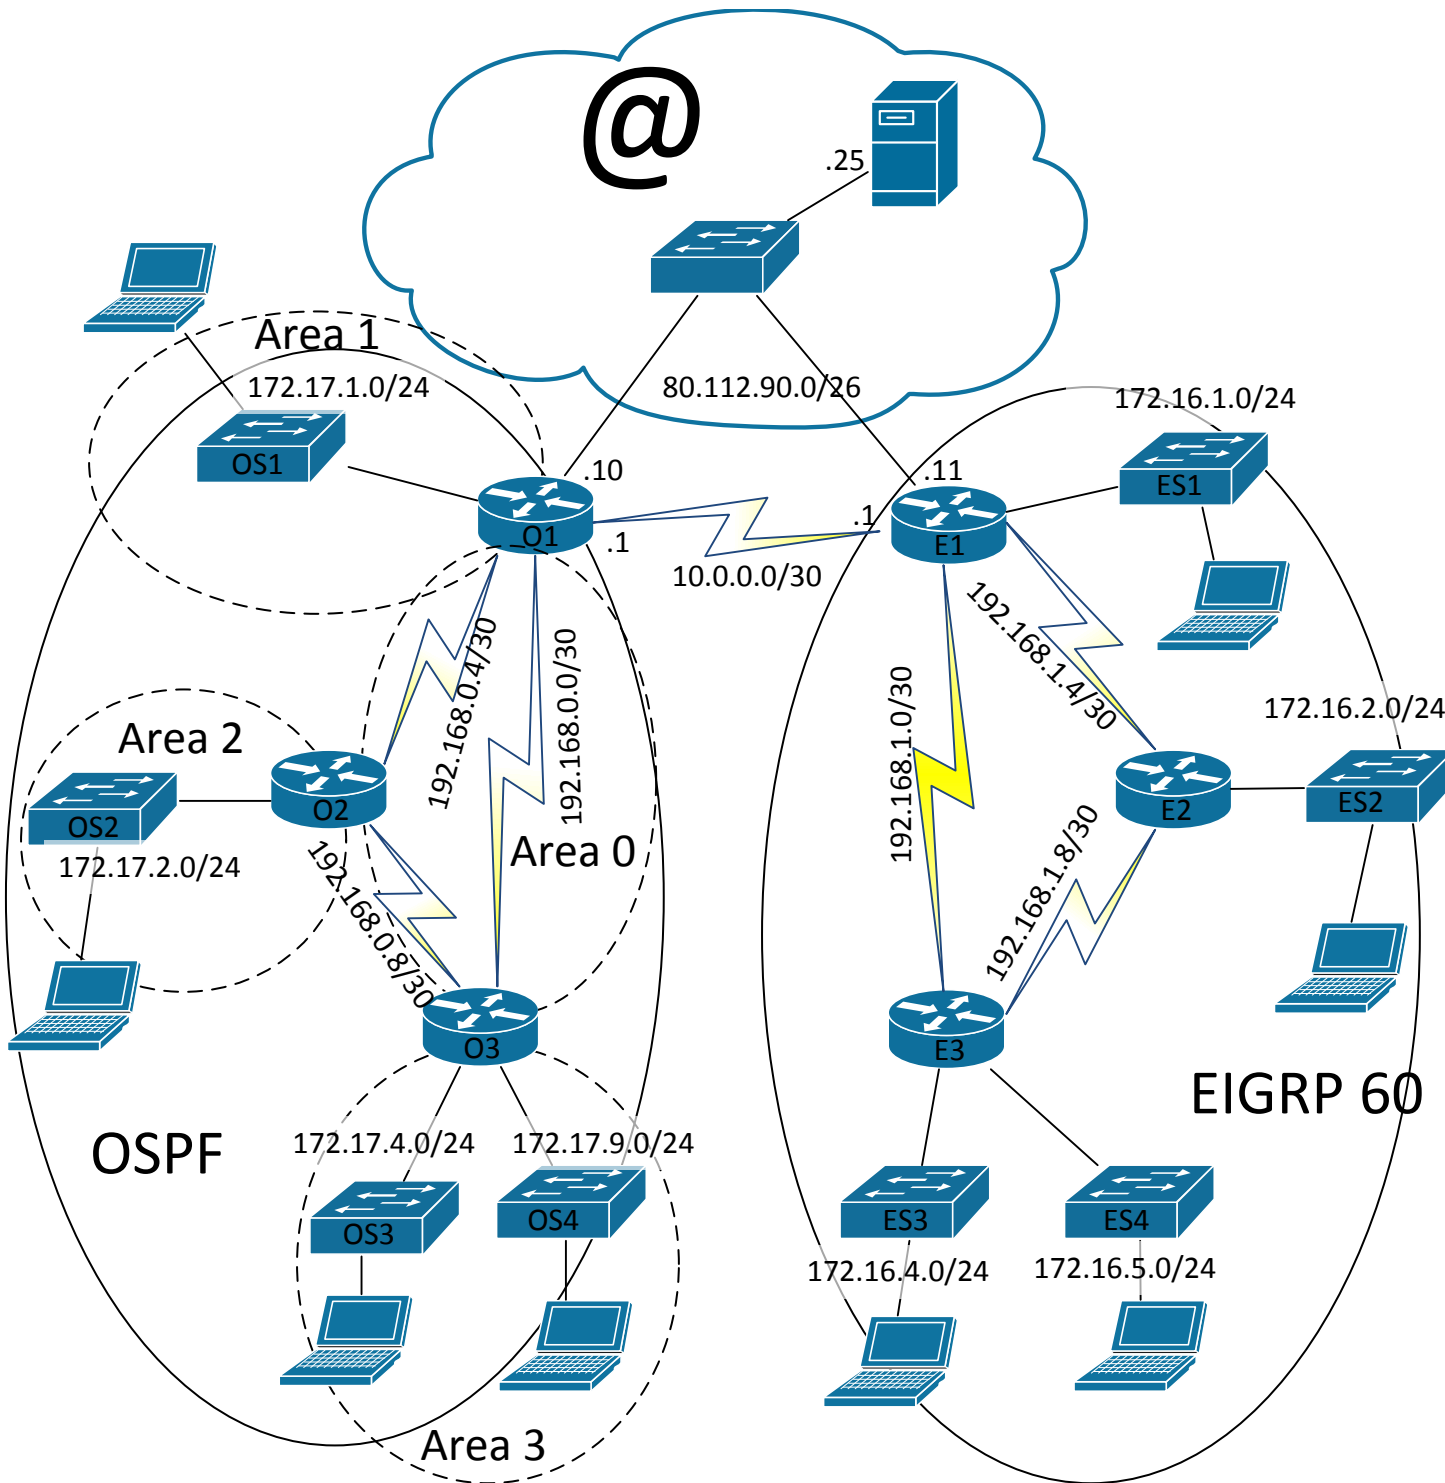 @
.25
Area 1
172.17.1.0/24
80.112.90.0/26
172.16.1.0/24
OS1
.10
.11
ES1
O1
.1
.1
E1
10.0.0.0/30
192.168.0.4/30
192.168.0.0/30
192.168.1.4/30
192.168.1.0/30
172.16.2.0/24
Area 2
O2
E2
ES2
OS2
172.17.2.0/24
Area 0
192.168.0.8/30
192.168.1.8/30
O3
E3
EIGRP 60
OSPF
172.17.4.0/24
172.17.9.0/24
OS3
OS4
ES3
ES4
172.16.4.0/24
172.16.5.0/24
Area 3